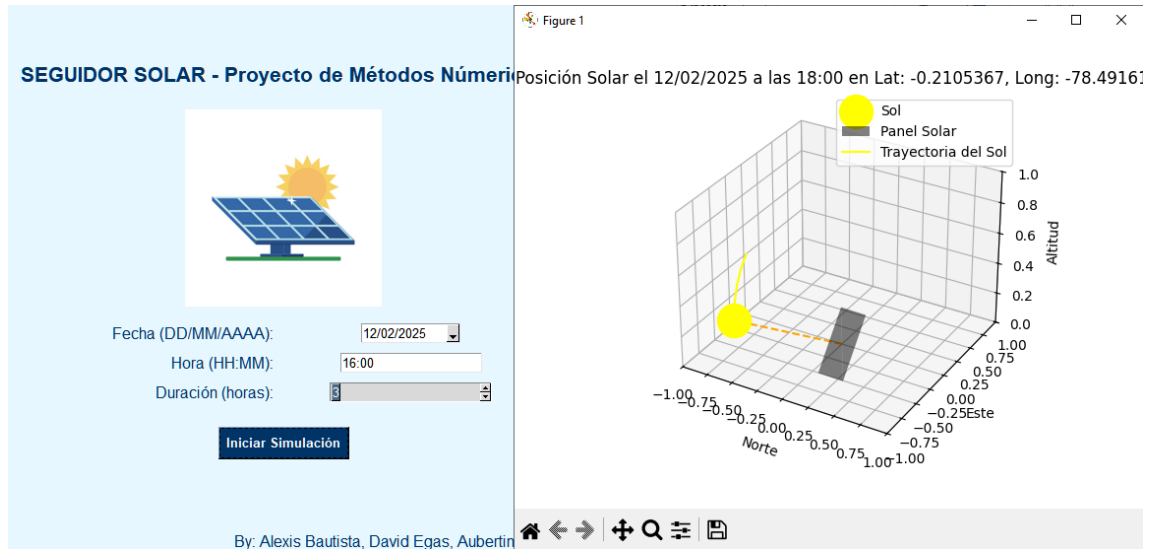 Figure 1
SEGUIDOR SOLAR - Proyecto de Métodos Númeri
Posición Solar el 12/02/2025 a las 18:00 en Lat: -0.2105367, Long: -78.49161
Sol
Panel Solar
Trayectoria del Sol
1.0
0.8
0.6
0.4
0.2
0.0
Altitud
1.00
0.75
0.50
0.25
0.00
−0.25
−0.50
−0.75
−1.00
Este
−1.00
−0.75
−0.50
−0.25
0.00
0.25
0.50
0.75
1.00
Norte
Fecha (DD/MM/AAAA): 12/02/2025
Hora (HH:MM): 16:00
Duración (horas): 3
Iniciar Simulación
By: Alexis Bautista, David Egas, Aubertin